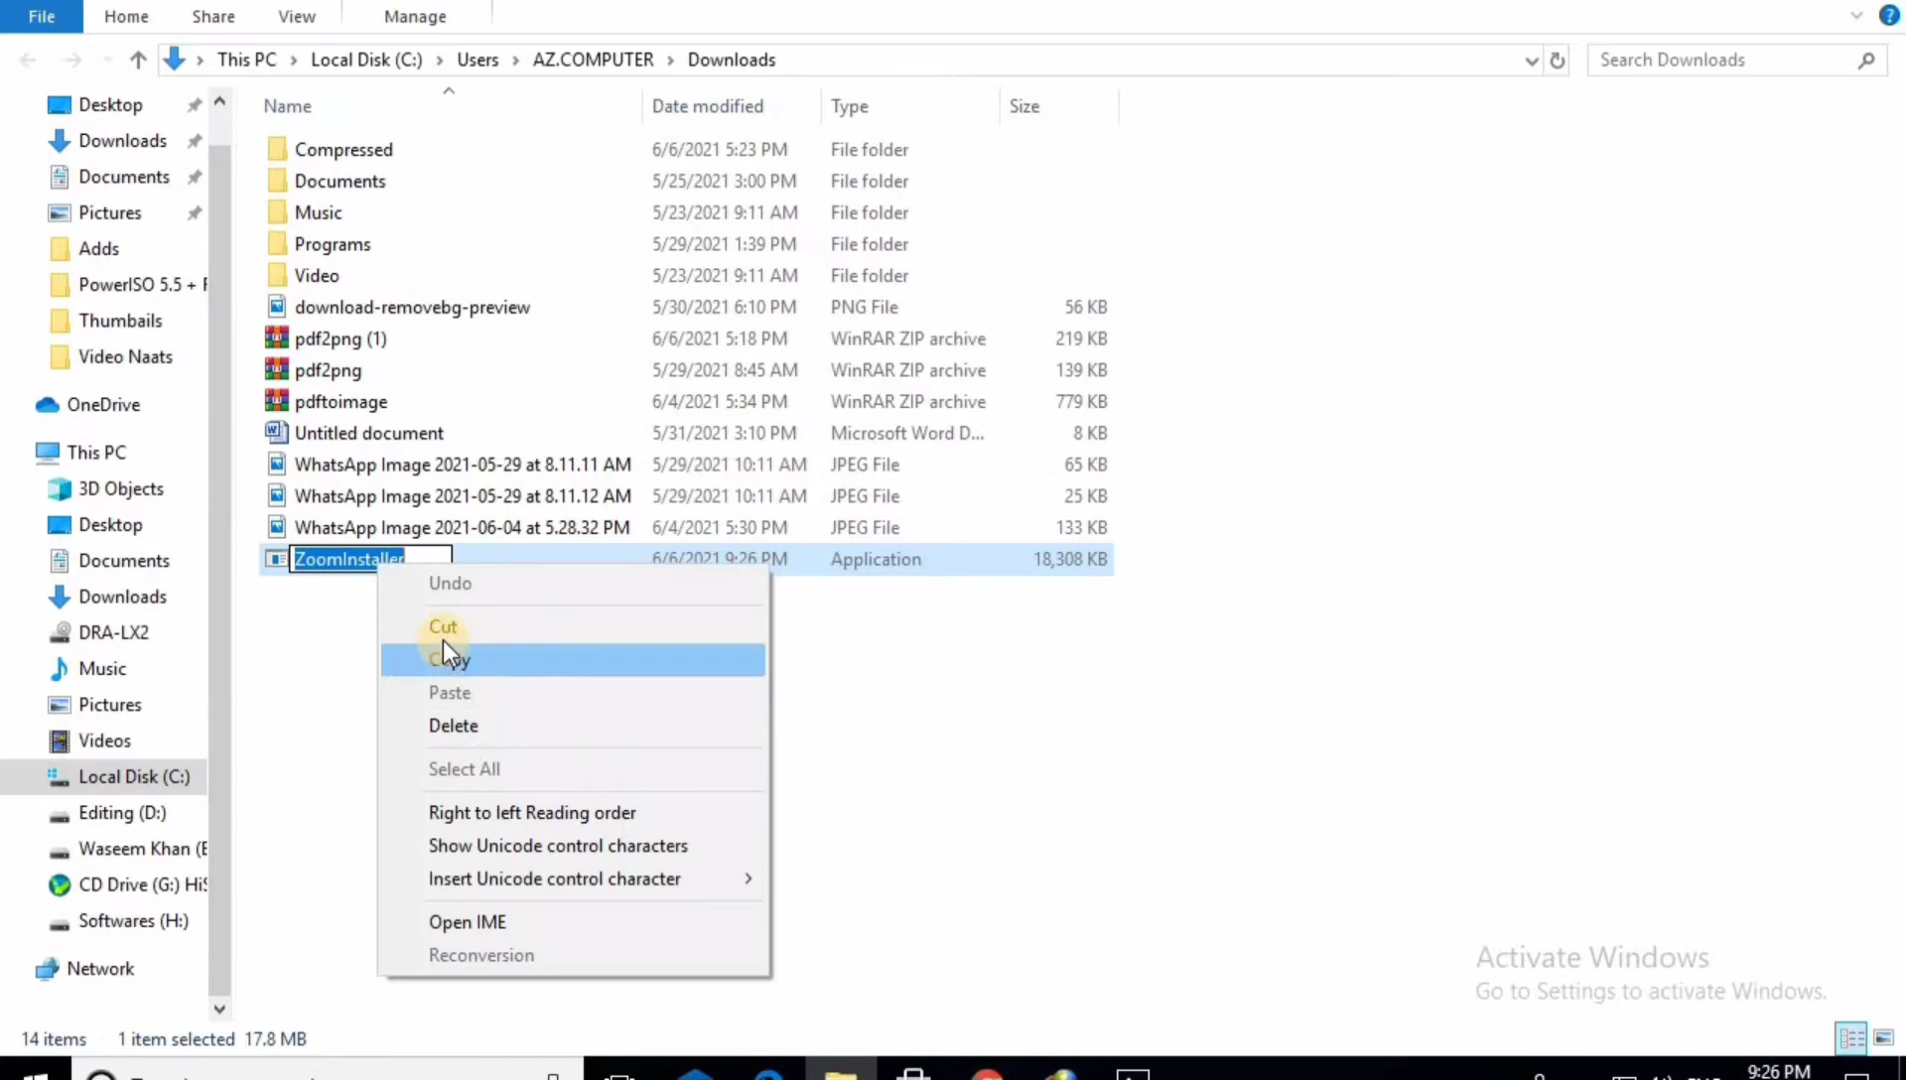 File Home Share View Manage
This PC Local Disk (C:) Users AZ.COMPUTER Downloads Search Downloads
Desktop
Downloads
Documents
Pictures
Adds
PowerISO 5.5 +
Thumbails
Video Naats
OneDrive
This PC
3D Objects
Desktop
Documents
Downloads
DRA-LX2
Music
Pictures
Videos
Local Disk (C:)
Editing (D:)
Waseem Khan (E
CD Drive (G:) HiS
Softwares (H:)
Network
Name Date modified Type Size
Compressed 6/6/2021 5:23 PM File folder
Documents 5/25/2021 3:00 PM File folder
Music 5/23/2021 9:11 AM File folder
Programs 5/29/2021 1:39 PM File folder
Video 5/23/2021 9:11 AM File folder
download-removebg-preview 5/30/2021 6:10 PM PNG File 56 KB
pdf2png (1) 6/6/2021 5:18 PM WinRAR ZIP archive 219 KB
pdf2png 5/29/2021 8:45 AM WinRAR ZIP archive 139 KB
pdftoimage 6/4/2021 5:34 PM WinRAR ZIP archive 779 KB
Untitled document 5/31/2021 3:10 PM Microsoft Word D... 8 KB
WhatsApp Image 2021-05-29 at 8.11.11 AM 5/29/2021 10:11 AM JPEG File 65 KB
WhatsApp Image 2021-05-29 at 8.11.12 AM 5/29/2021 10:11 AM JPEG File 25 KB
WhatsApp Image 2021-06-04 at 5.28.32 PM 6/4/2021 5:30 PM JPEG File 133 KB
ZoomInstaller 6/6/2021 9:26 PM Application 18,308 KB
Undo
Cut
Copy
Paste
Delete
Select All
Right to left Reading order
Show Unicode control characters
Insert Unicode control character
Open IME
Reconversion
Activate Windows
Go to Settings to activate Windows.
14 items 1 item selected 17.8 MB
9:26 PM